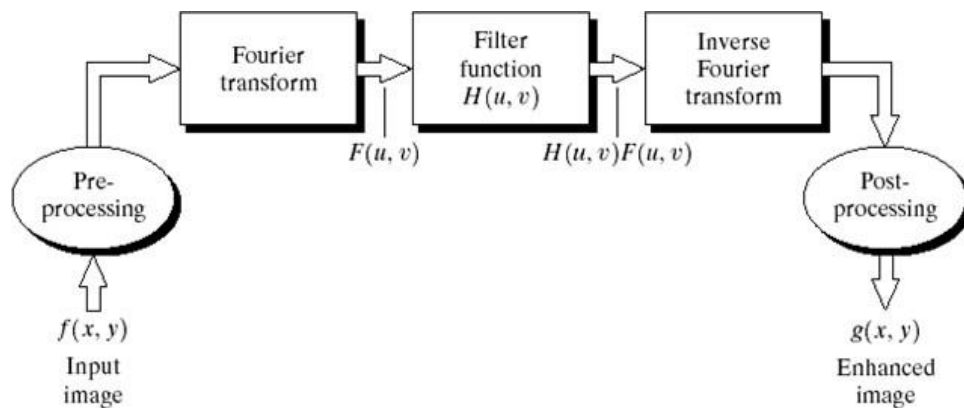 Fourier
transform
Filter
function
H(u, v)
Inverse
Fourier
transform
F(u, v)
H(u, v)F(u, v)
Pre-
processing
Post-
processing
f(x, y)
Input
image
g(x, y)
Enhanced
image